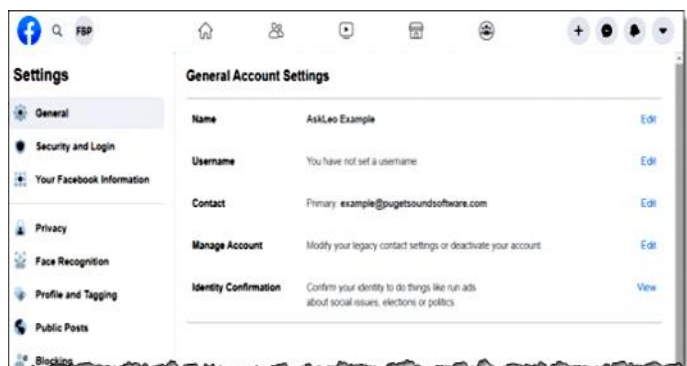 FBP
Settings
General
Security and Login
Your Facebook Information
Privacy
Face Recognition
Profile and Tagging
Public Posts
Blocking
General Account Settings
Name AskLeo Example Edit
Username You have not set a username Edit
Contact Primary: example@pugetsoundsoftware.com Edit
Manage Account Modify your legacy contact settings or deactivate your account Edit
Identity Confirmation Confirm your identity to do things like run ads View
about social issues, elections or politics